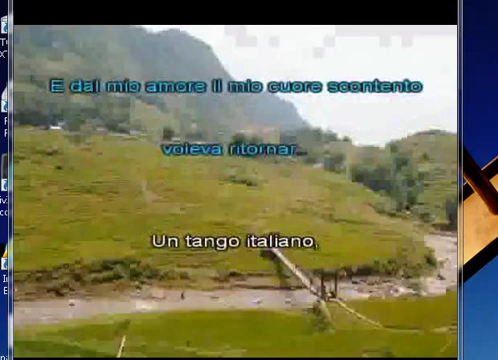 E dal mio amore il mio cuore scontento
voleva ritornar...
Un tango italiano,